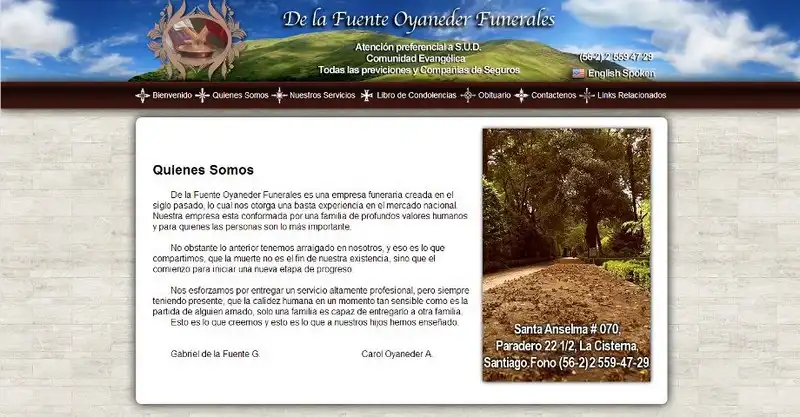 De la Fuente Oyaneder Funerales
Atención preferencial a S.U.D.
Comunidad Evangélica
Todas las previciones y Compañias de Seguros
(56-2) 2 559 47-29
English Spoken
Bienvenido Quienes Somos Nuestros Servicios Libro de Condolencias Obituario Contactenos Links Relacionados
Quienes Somos
De la Fuente Oyaneder Funerales es una empresa funeraria creada en el
siglo pasado, lo cual nos otorga una basta experiencia en el mercado nacional.
Nuestra empresa esta conformada por una familia de profundos valores humanos
y para quienes las personas son lo más importante.
No obstante lo anterior tenemos arraigado en nosotros, y eso es lo que
compartimos, que la muerte no es el fin de nuestra existencia, sino que el
comienzo para iniciar una nueva etapa de progreso
Nos esforzamos por entregar un servicio altamente profesional, pero siempre
teniendo presente, que la calidez humana en un momento tan sensible como es la
partida de alguien amado, solo una familia es capaz de entregarlo a otra familia.
Esto es lo que creemos y esto es lo que a nuestros hijos hemos enseñado.
Gabriel de la Fuente G. Carol Oyaneder A.
Santa Anselma # 070,
Paradero 22 1/2, La Cisterna,
Santiago.Fono (56-2)2 559-47-29